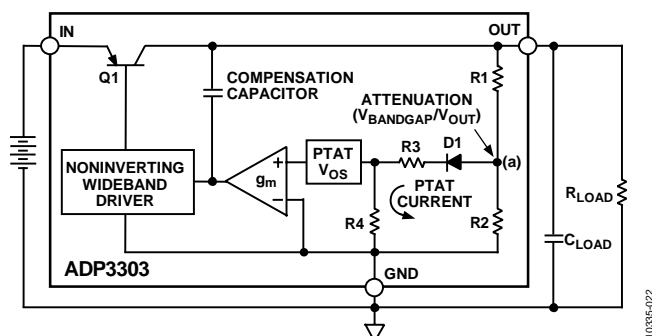 IN
OUT
Q1
COMPENSATION
CAPACITOR
R1
ATTENUATION
(VBANDGAP/VOUT)
NONINVERTING
WIDEBAND
DRIVER
gm
+
−
PTAT
VOS
R3
D1
(a)
PTAT
CURRENT
R4
R2
RLOAD
CLOAD
ADP3303
GND
10335-022